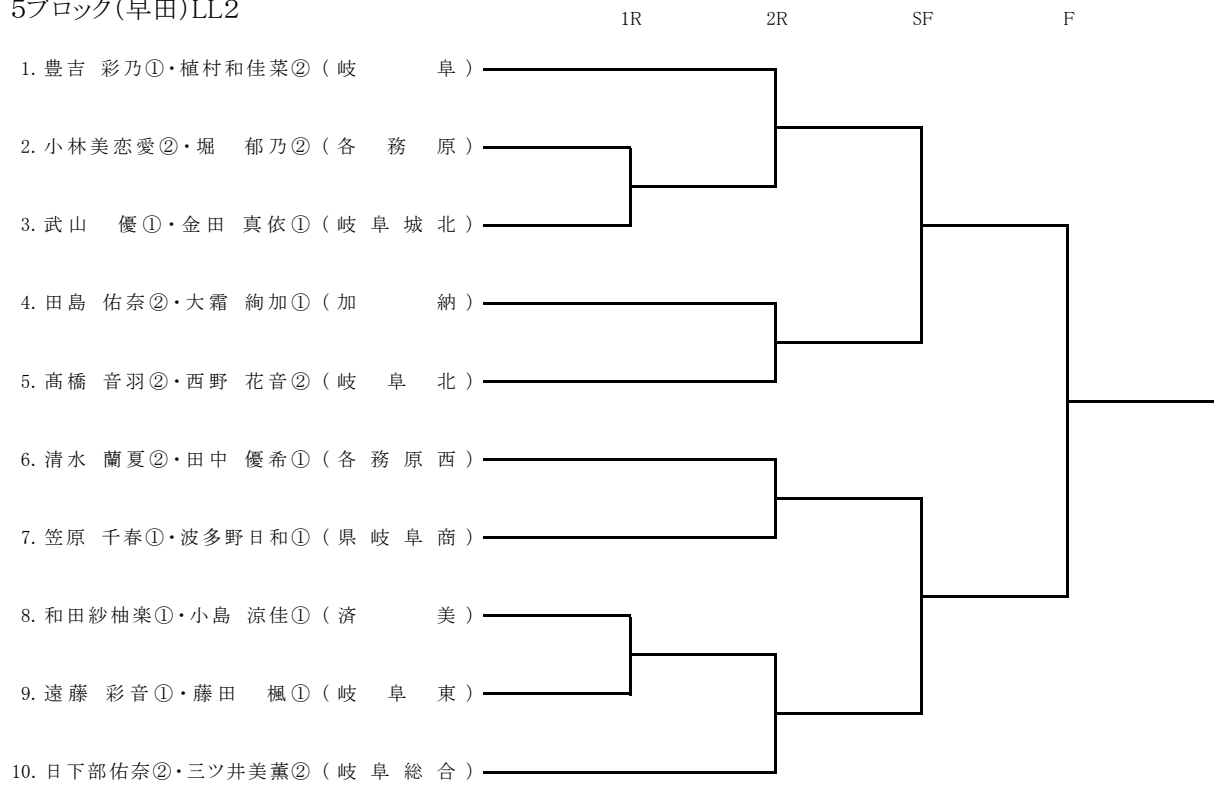 5ブロック(早田)LL2
1R 2R SF F
1. 豊吉 彩乃①・植村和佳菜② ( 岐 阜 )
2. 小林美恋愛②・堀 郁乃② ( 各 務 原 )
3. 武山 優①・金田 真依① ( 岐 阜 城 北 )
4. 田島 佑奈②・大霜 絢加① ( 加 納 )
5. 髙橋 音羽②・西野 花音② ( 岐 阜 北 )
6. 清水 蘭夏②・田中 優希① ( 各 務 原 西 )
7. 笠原 千春①・波多野日和① ( 県 岐 阜 商 )
8. 和田紗柚楽①・小島 涼佳① ( 済 美 )
9. 遠藤 彩音①・藤田 楓① ( 岐 阜 東 )
10. 日下部佑奈②・三ツ井美薫② ( 岐 阜 総 合 )